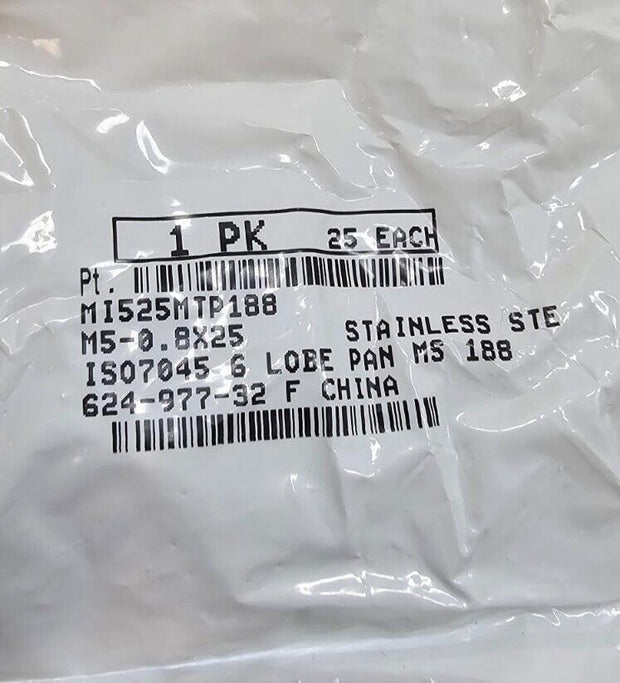 1 PK 25 EACH
Pt.
MI525MTP188
M5-0.8X25 STAINLESS STE
ISO7045 6 LOBE PAN MS 188
624-977-32 F CHINA